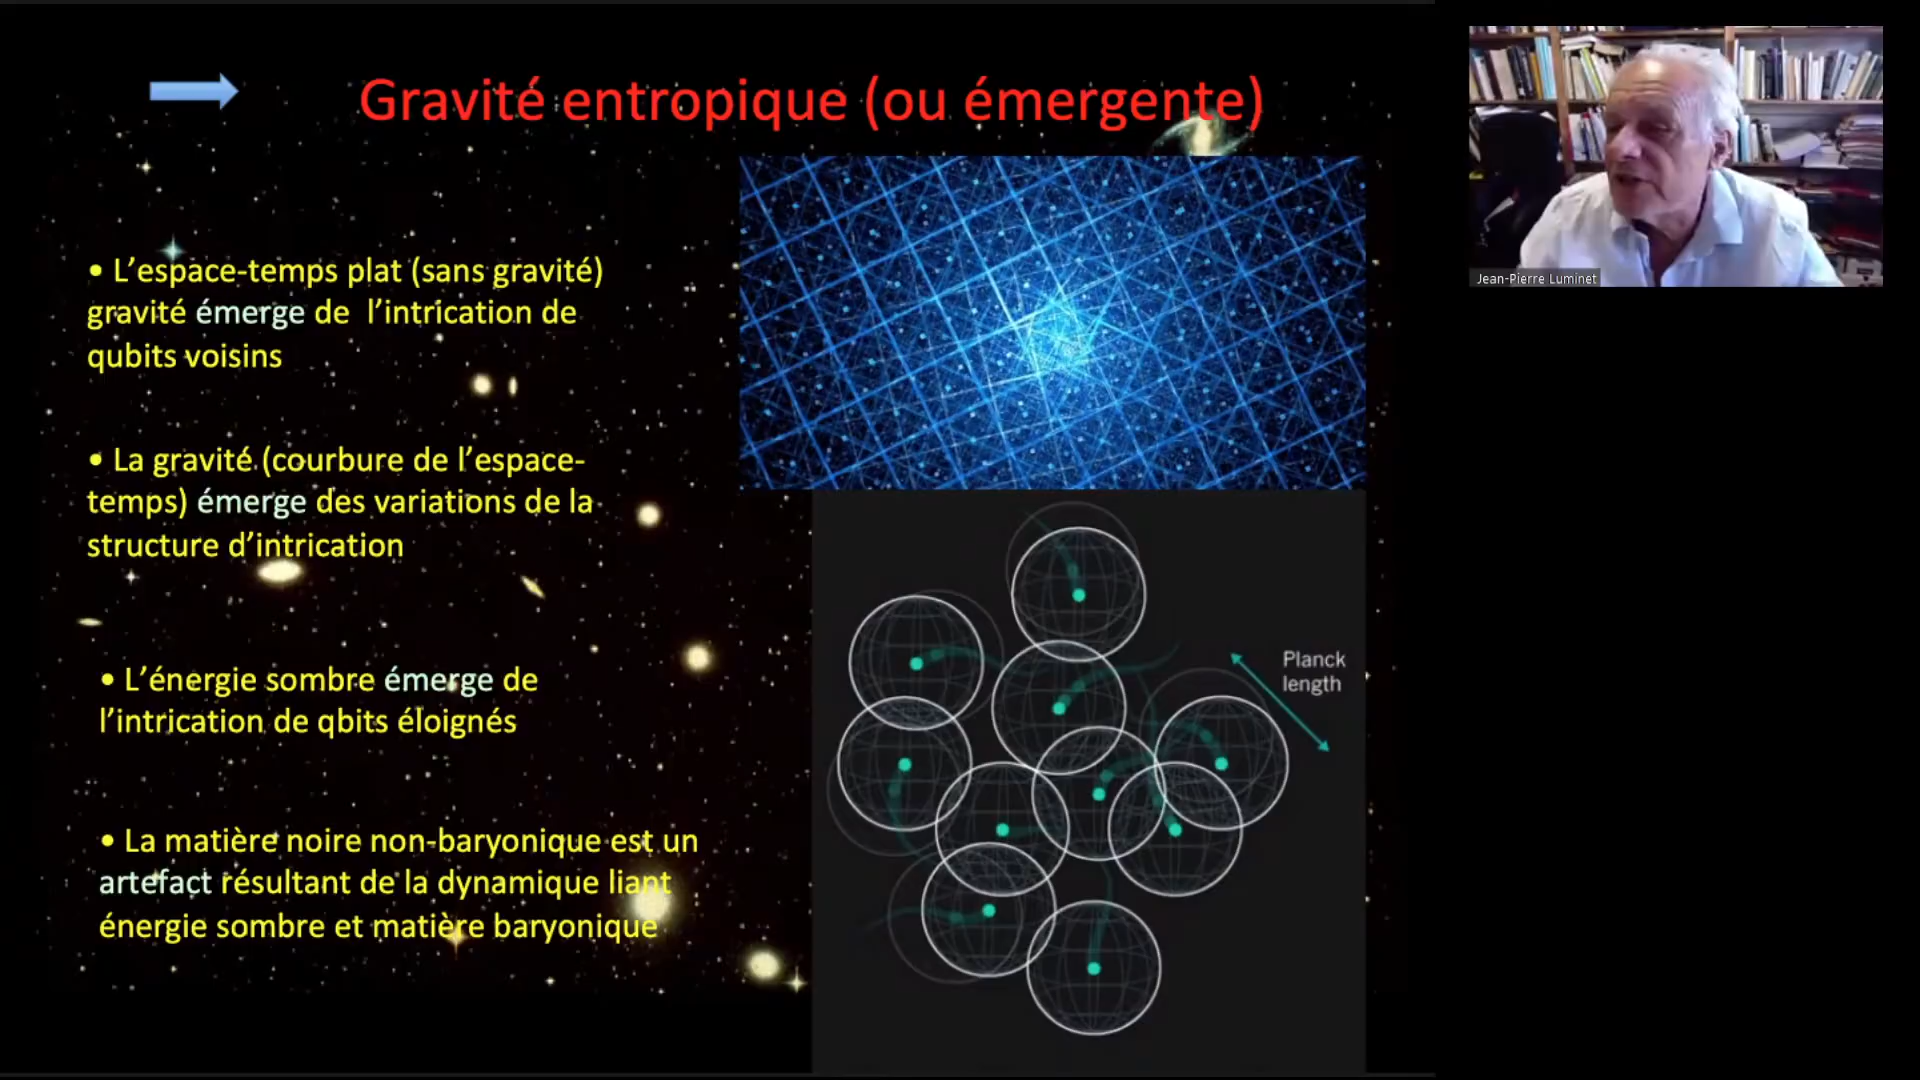 Gravité entropique (ou émergente)
• L’espace-temps plat (sans gravité)
gravité émerge de l’intrication de
qubits voisins
• La gravité (courbure de l’espace-
temps) émerge des variations de la
structure d’intrication
• L’énergie sombre émerge de
l’intrication de qbits éloignés
• La matière noire non-baryonique est un
artefact résultant de la dynamique liant
énergie sombre et matière baryonique
Planck
length
Jean-Pierre Luminet